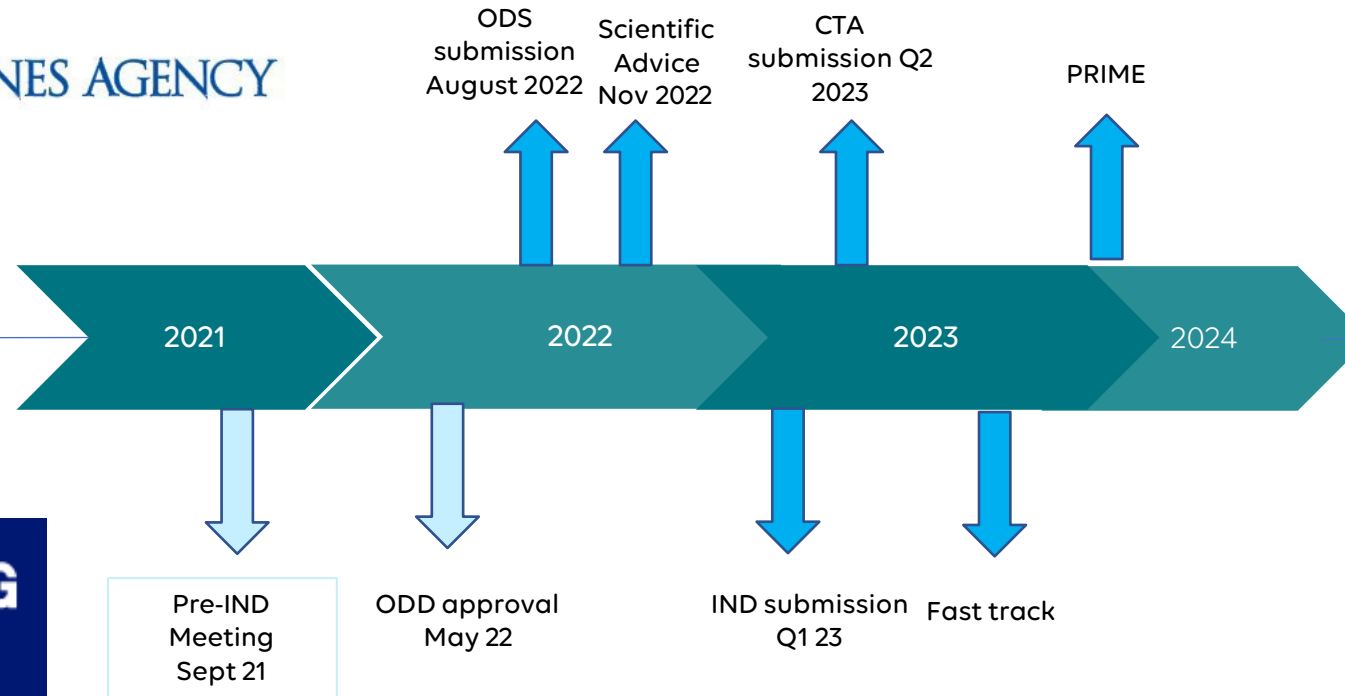 ODS
submission
August 2022
Scientific
Advice
Nov 2022
CTA
submission Q2
2023
PRIME
NES AGENCY
2021
2022
2023
2024
G
Pre-IND
Meeting
Sept 21
ODD approval
May 22
IND submission
Q1 23
Fast track